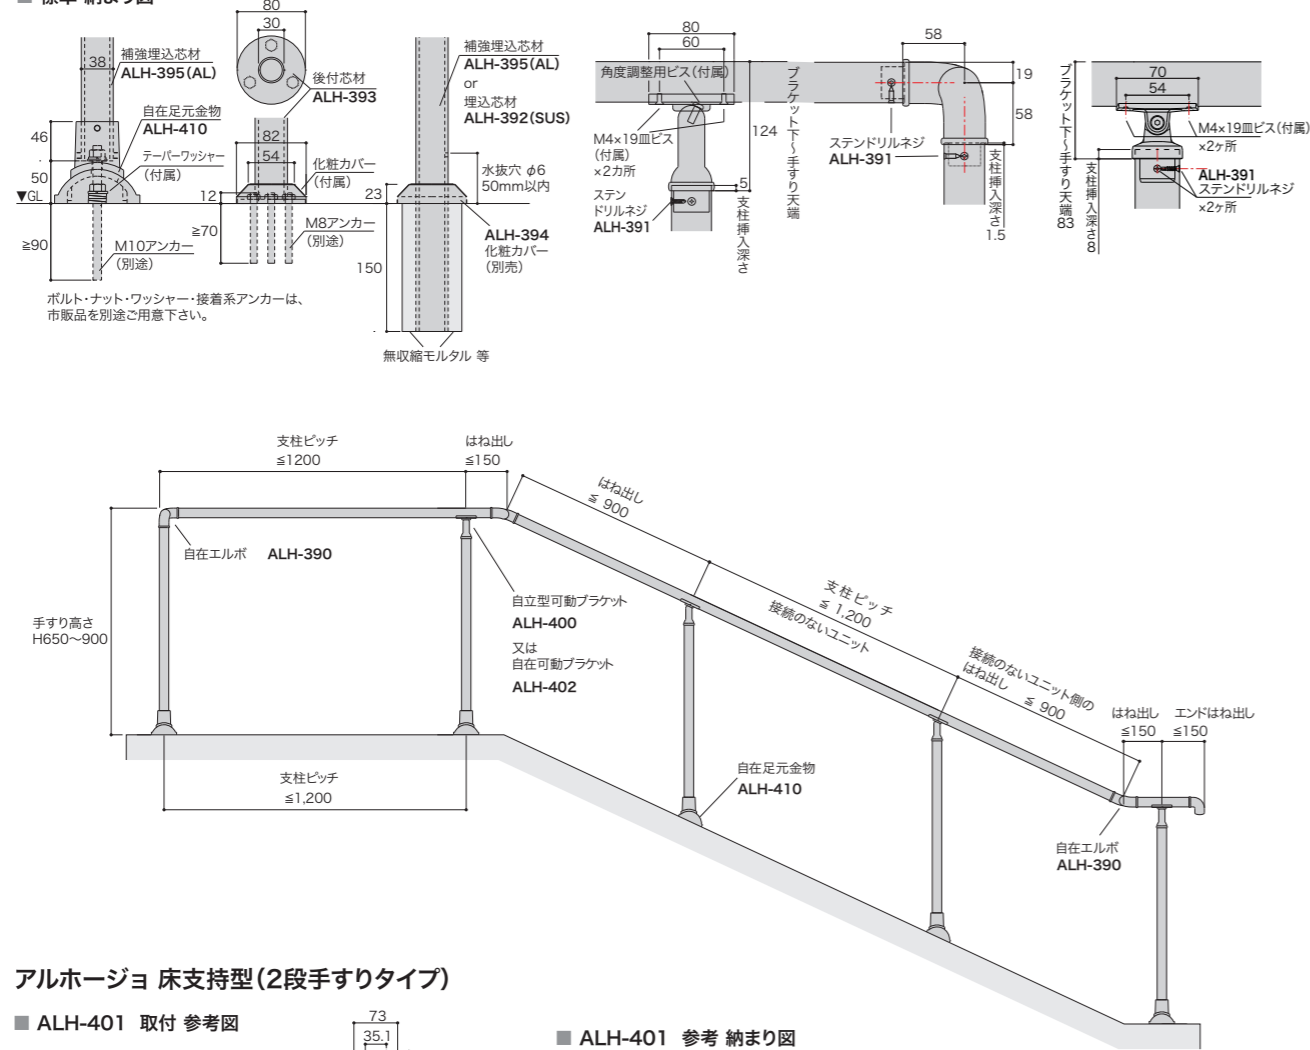 80
30
38
補強埋込芯材
ALH-395(AL)
後付芯材
ALH-393
自在足元金物
ALH-410
テーパーワッシャー
(付属)
46
50
▼GL
≧90
M10アンカー
(別途)
82
54
12
≧70
化粧カバー
(付属)
M8アンカー
(別途)
ボルト・ナット・ワッシャー・接着系アンカーは、
市販品を別途ご用意下さい。
補強埋込芯材
ALH-395(AL)
or
埋込芯材
ALH-392(SUS)
水抜穴 φ6
50mm以内
23
150
ALH-394
化粧カバー
(別売)
無収縮モルタル 等
80
60
角度調整用ビス(付属)
M4×19皿ビス
(付属)
×2カ所
ステン
ドリルネジ
ALH-391
124
ブラケット下〜手すり天端
5
支柱挿入深さ
58
19
58
ステンドリルネジ
ALH-391
支柱挿入深さ
1.5
ブラケット下〜手すり天端
83
70
54
M4×19皿ビス(付属)
×2ヶ所
ALH-391
ステンドリルネジ
×2ヶ所
支柱挿入深さ
8
支柱ピッチ
≦1200
はね出し
≦150
はね出し
≦ 900
自在エルボ ALH-390
手すり高さ
H650〜900
自立型可動ブラケット
ALH-400
又は
自在可動ブラケット
ALH-402
支柱ピッチ
≦ 1,200
接続のないユニット
接続のないユニット側の
はね出し ≦ 900
はね出し
≦150
エンドはね出し
≦150
支柱ピッチ
≦1,200
自在足元金物
ALH-410
自在エルボ
ALH-390
アルホージョ 床支持型(2段手すりタイプ)
■ ALH-401 取付 参考図
73
35.1
■ ALH-401 参考 納まり図